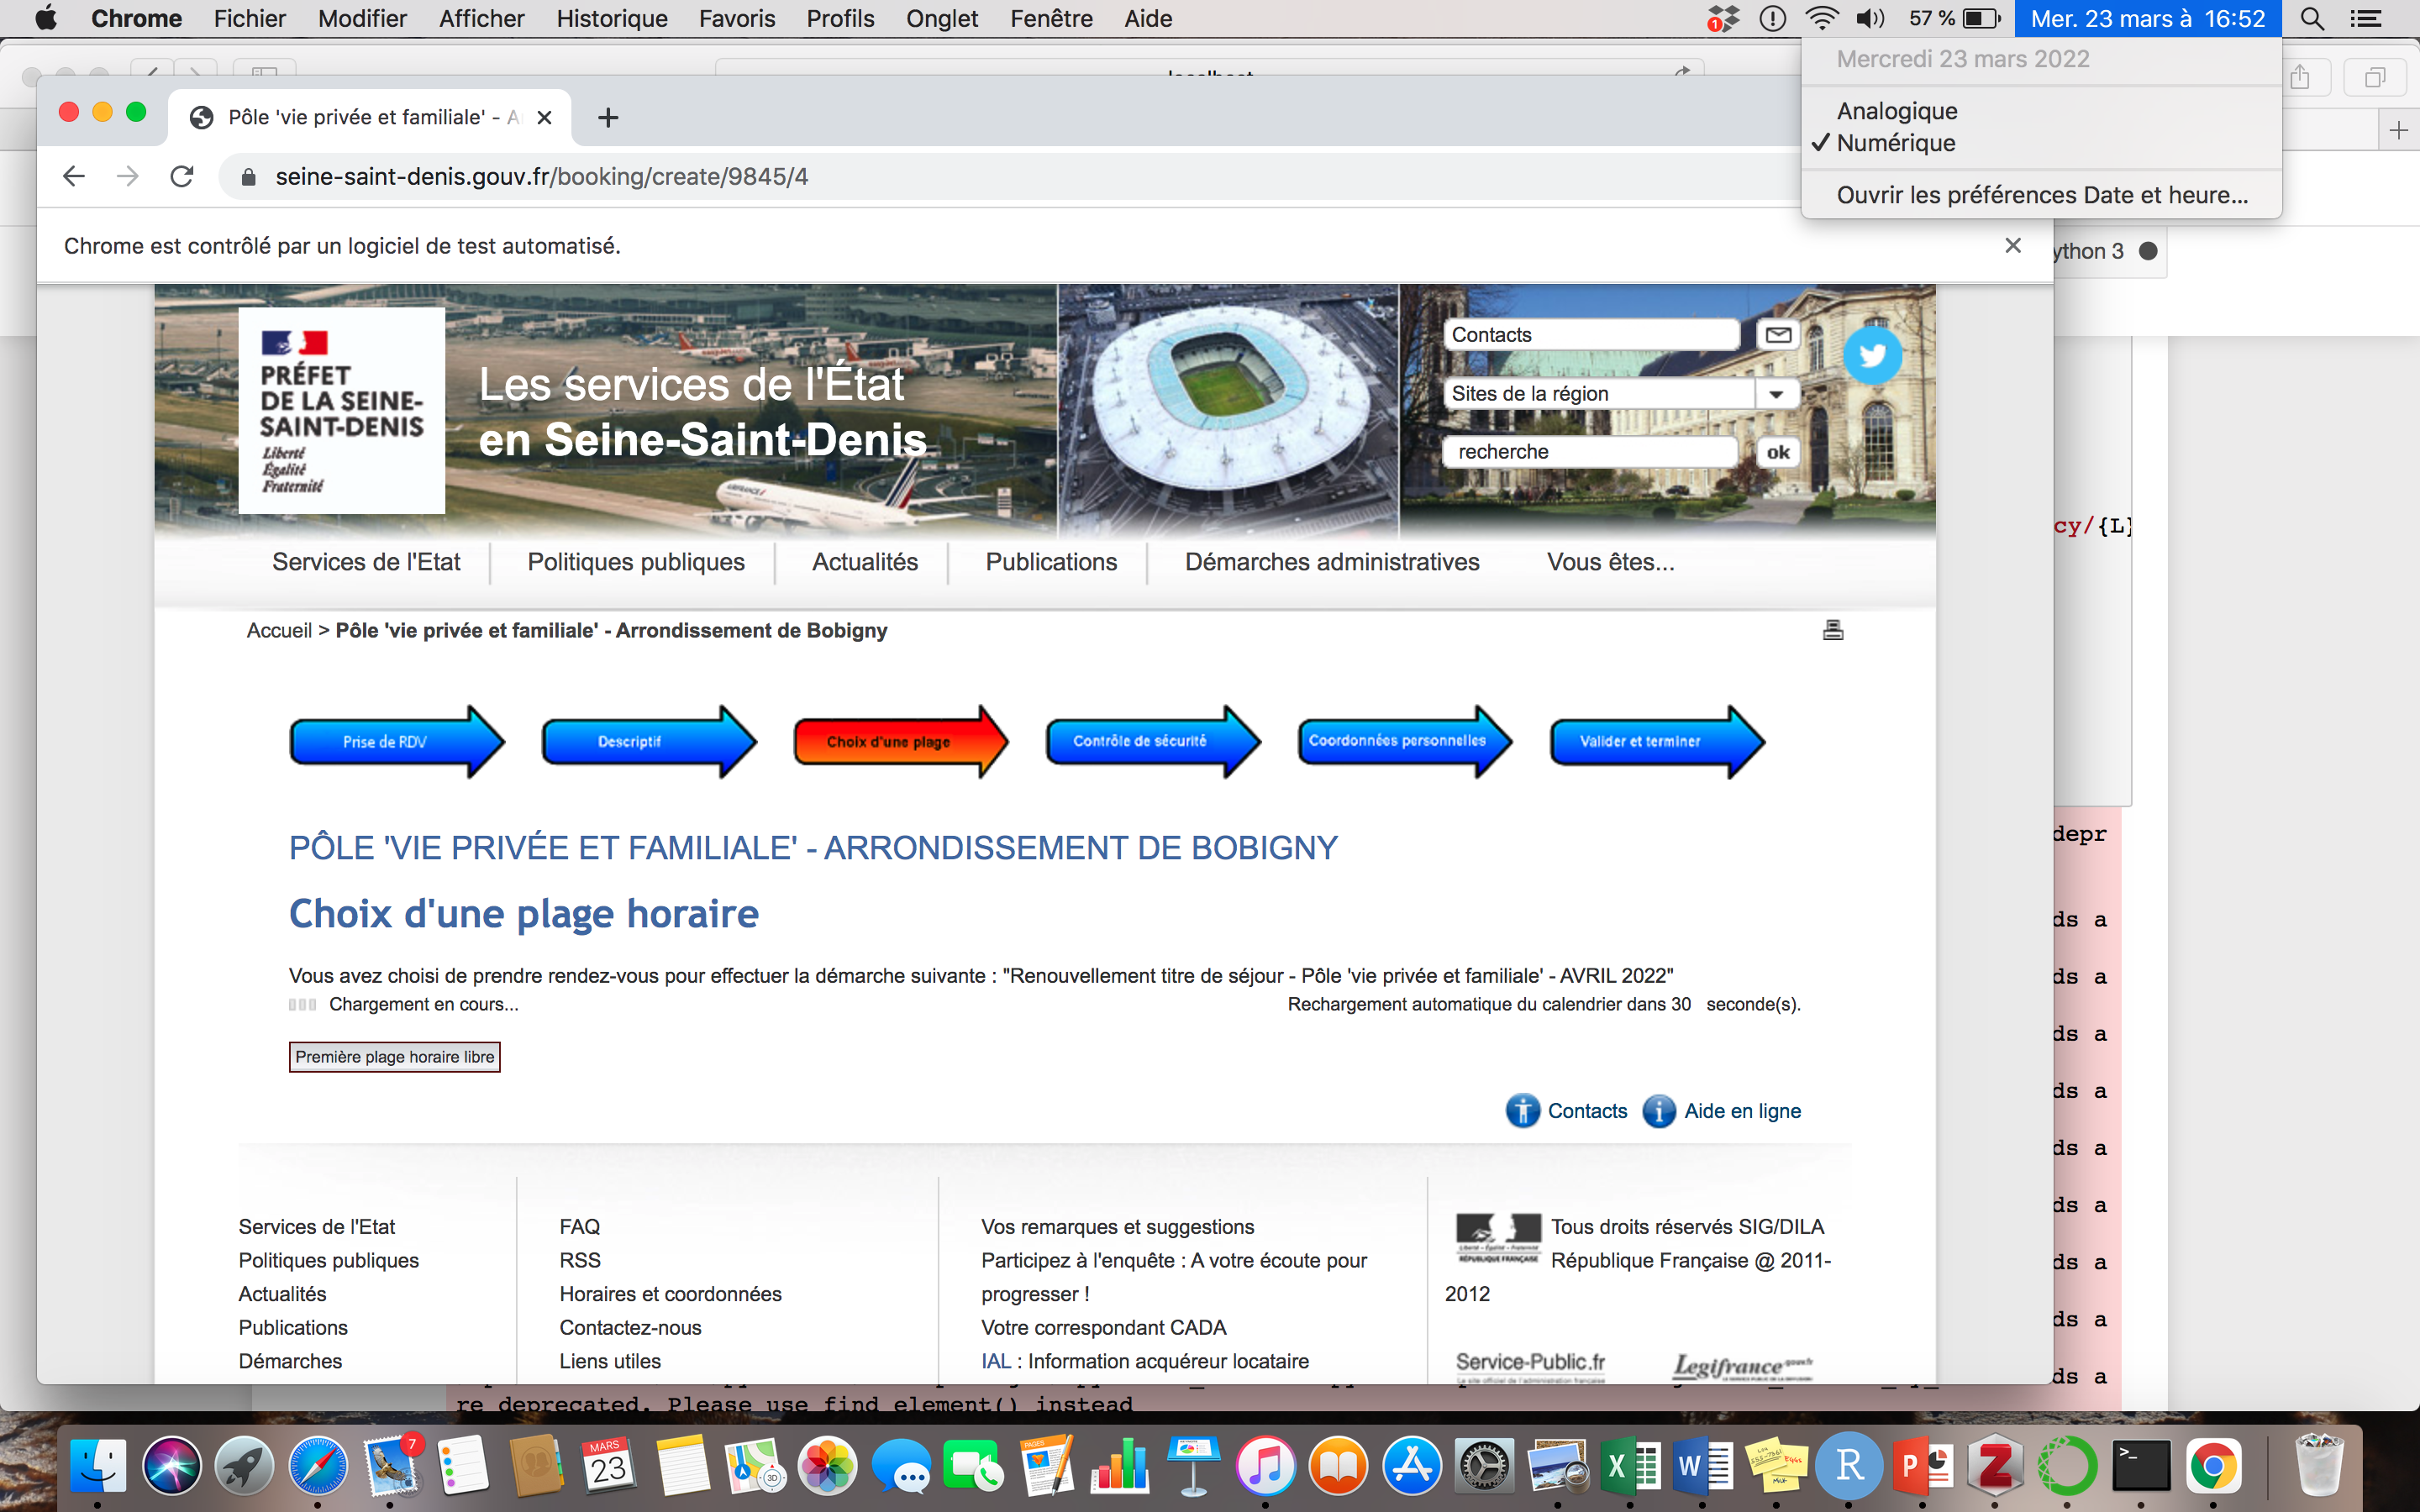 Chrome Fichier Modifier Afficher Historique Favoris Profils Onglet Fenêtre Aide
1 57 % Mer. 23 mars à 16:52
Mercredi 23 mars 2022
Analogique
✓ Numérique
Ouvrir les préférences Date et heure...
Pôle 'vie privée et familiale' - A
seine-saint-denis.gouv.fr/booking/create/9845/4
Chrome est contrôlé par un logiciel de test automatisé.
ython 3
PRÉFET
DE LA SEINE-
SAINT-DENIS
Liberté
Égalité
Fraternité
Les services de l'État
en Seine-Saint-Denis
Contacts
Sites de la région
recherche
ok
cy/{L}
Services de l'Etat
Politiques publiques
Actualités
Publications
Démarches administratives
Vous êtes...
Accueil > Pôle 'vie privée et familiale' - Arrondissement de Bobigny
Prise de RDV
Descriptif
Choix d'une plage
Contrôle de sécurité
Coordonnées personnelles
Valider et terminer
PÔLE 'VIE PRIVÉE ET FAMILIALE' - ARRONDISSEMENT DE BOBIGNY
Choix d'une plage horaire
Vous avez choisi de prendre rendez-vous pour effectuer la démarche suivante : "Renouvellement titre de séjour - Pôle 'vie privée et familiale' - AVRIL 2022"
Chargement en cours...
Rechargement automatique du calendrier dans 30 seconde(s).
Première plage horaire libre
Contacts
Aide en ligne
depr
ds a
ds a
ds a
ds a
ds a
ds a
ds a
ds a
ds a
Services de l'Etat
Politiques publiques
Actualités
Publications
Démarches
FAQ
RSS
Horaires et coordonnées
Contactez-nous
Liens utiles
Vos remarques et suggestions
Participez à l'enquête : A votre écoute pour
progresser !
Votre correspondant CADA
IAL : Information acquéreur locataire
RÉPUBLIQUE FRANÇAISE
Tous droits réservés SIG/DILA
République Française @ 2011-
2012
Service-Public.fr
Legifrance
re deprecated. Please use find element() instead
7
MARS
23
3D
PAGES